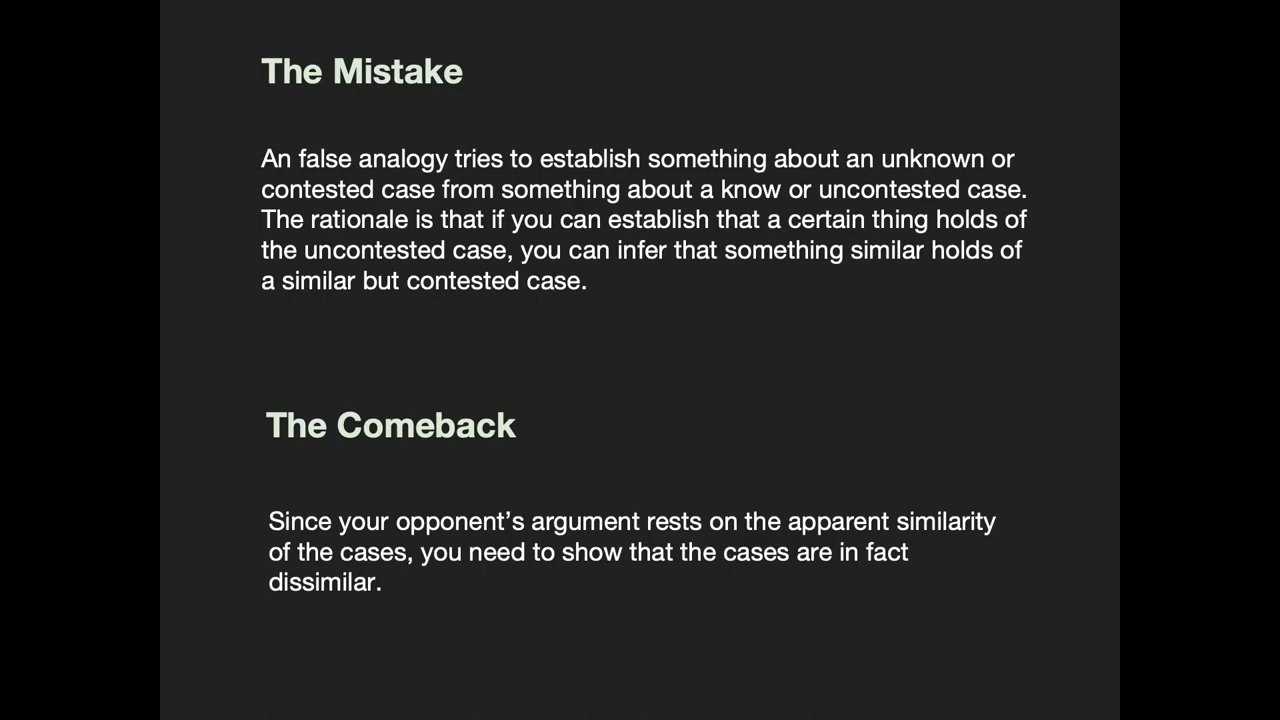 The Mistake
An false analogy tries to establish something about an unknown or
contested case from something about a know or uncontested case.
The rationale is that if you can establish that a certain thing holds of
the uncontested case, you can infer that something similar holds of
a similar but contested case.
The Comeback
Since your opponent’s argument rests on the apparent similarity
of the cases, you need to show that the cases are in fact
dissimilar.